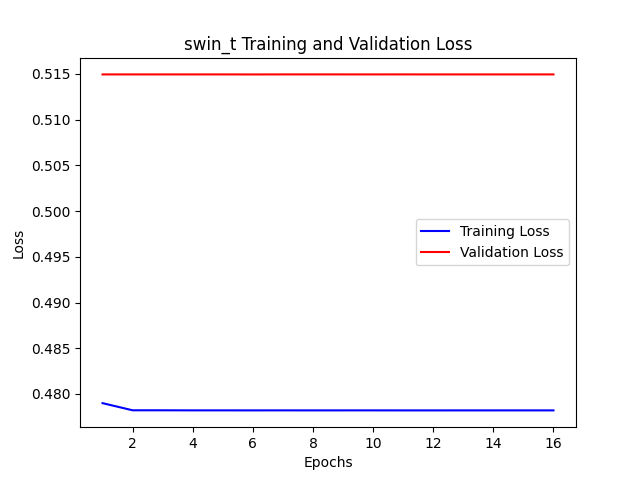 swin_t Training and Validation Loss
0.515
0.510
0.505
0.500
0.495
0.490
0.485
0.480
Loss
Training Loss
Validation Loss
2 4 6 8 10 12 14 16
Epochs